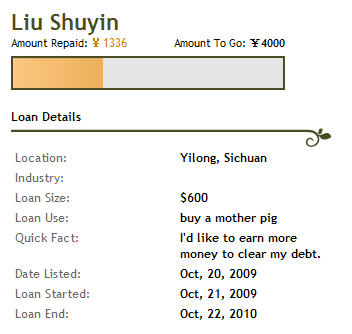 Liu Shuyin
Amount Repaid: ¥ 1336 Amount To Go: ¥ 4000
Loan Details
Location: Yilong, Sichuan
Industry:
Loan Size: $600
Loan Use: buy a mother pig
Quick Fact: I'd like to earn more
money to clear my debt.
Date Listed: Oct, 20, 2009
Loan Started: Oct, 21, 2009
Loan End: Oct, 22, 2010